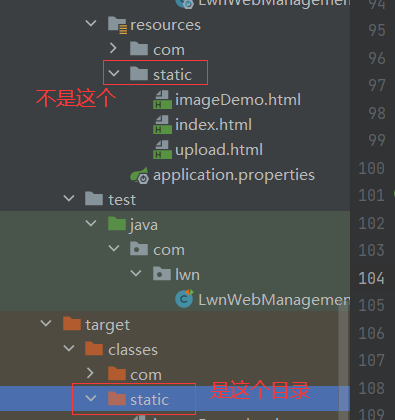 LwnWebManagemen
resources
com
static
不是这个
imageDemo.html
index.html
upload.html
application.properties
test
java
com
lwn
LwnWebManagemen
target
classes
com
static
是这个目录
94
95
96
97
98
99
100
101
102
103
104
105
106
107
108
109